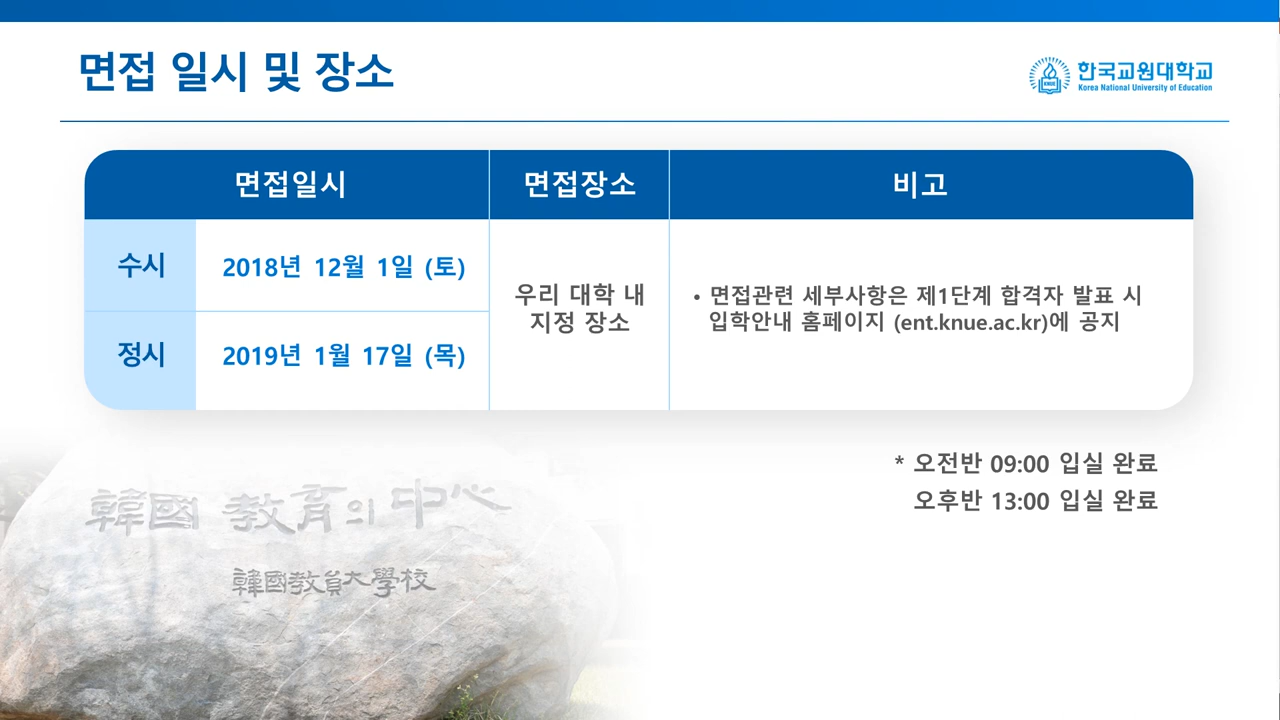 면접 일시 및 장소
한국교원대학교
Korea National University of Education
면접일시 면접장소 비고
수시 2018년 12월 1일 (토)
정시 2019년 1월 17일 (목)
우리 대학 내
지정 장소
• 면접관련 세부사항은 제1단계 합격자 발표 시
입학안내 홈페이지 (ent.knue.ac.kr)에 공지
* 오전반 09:00 입실 완료
오후반 13:00 입실 완료
韓國 敎育의 中心
韓國敎員大學校